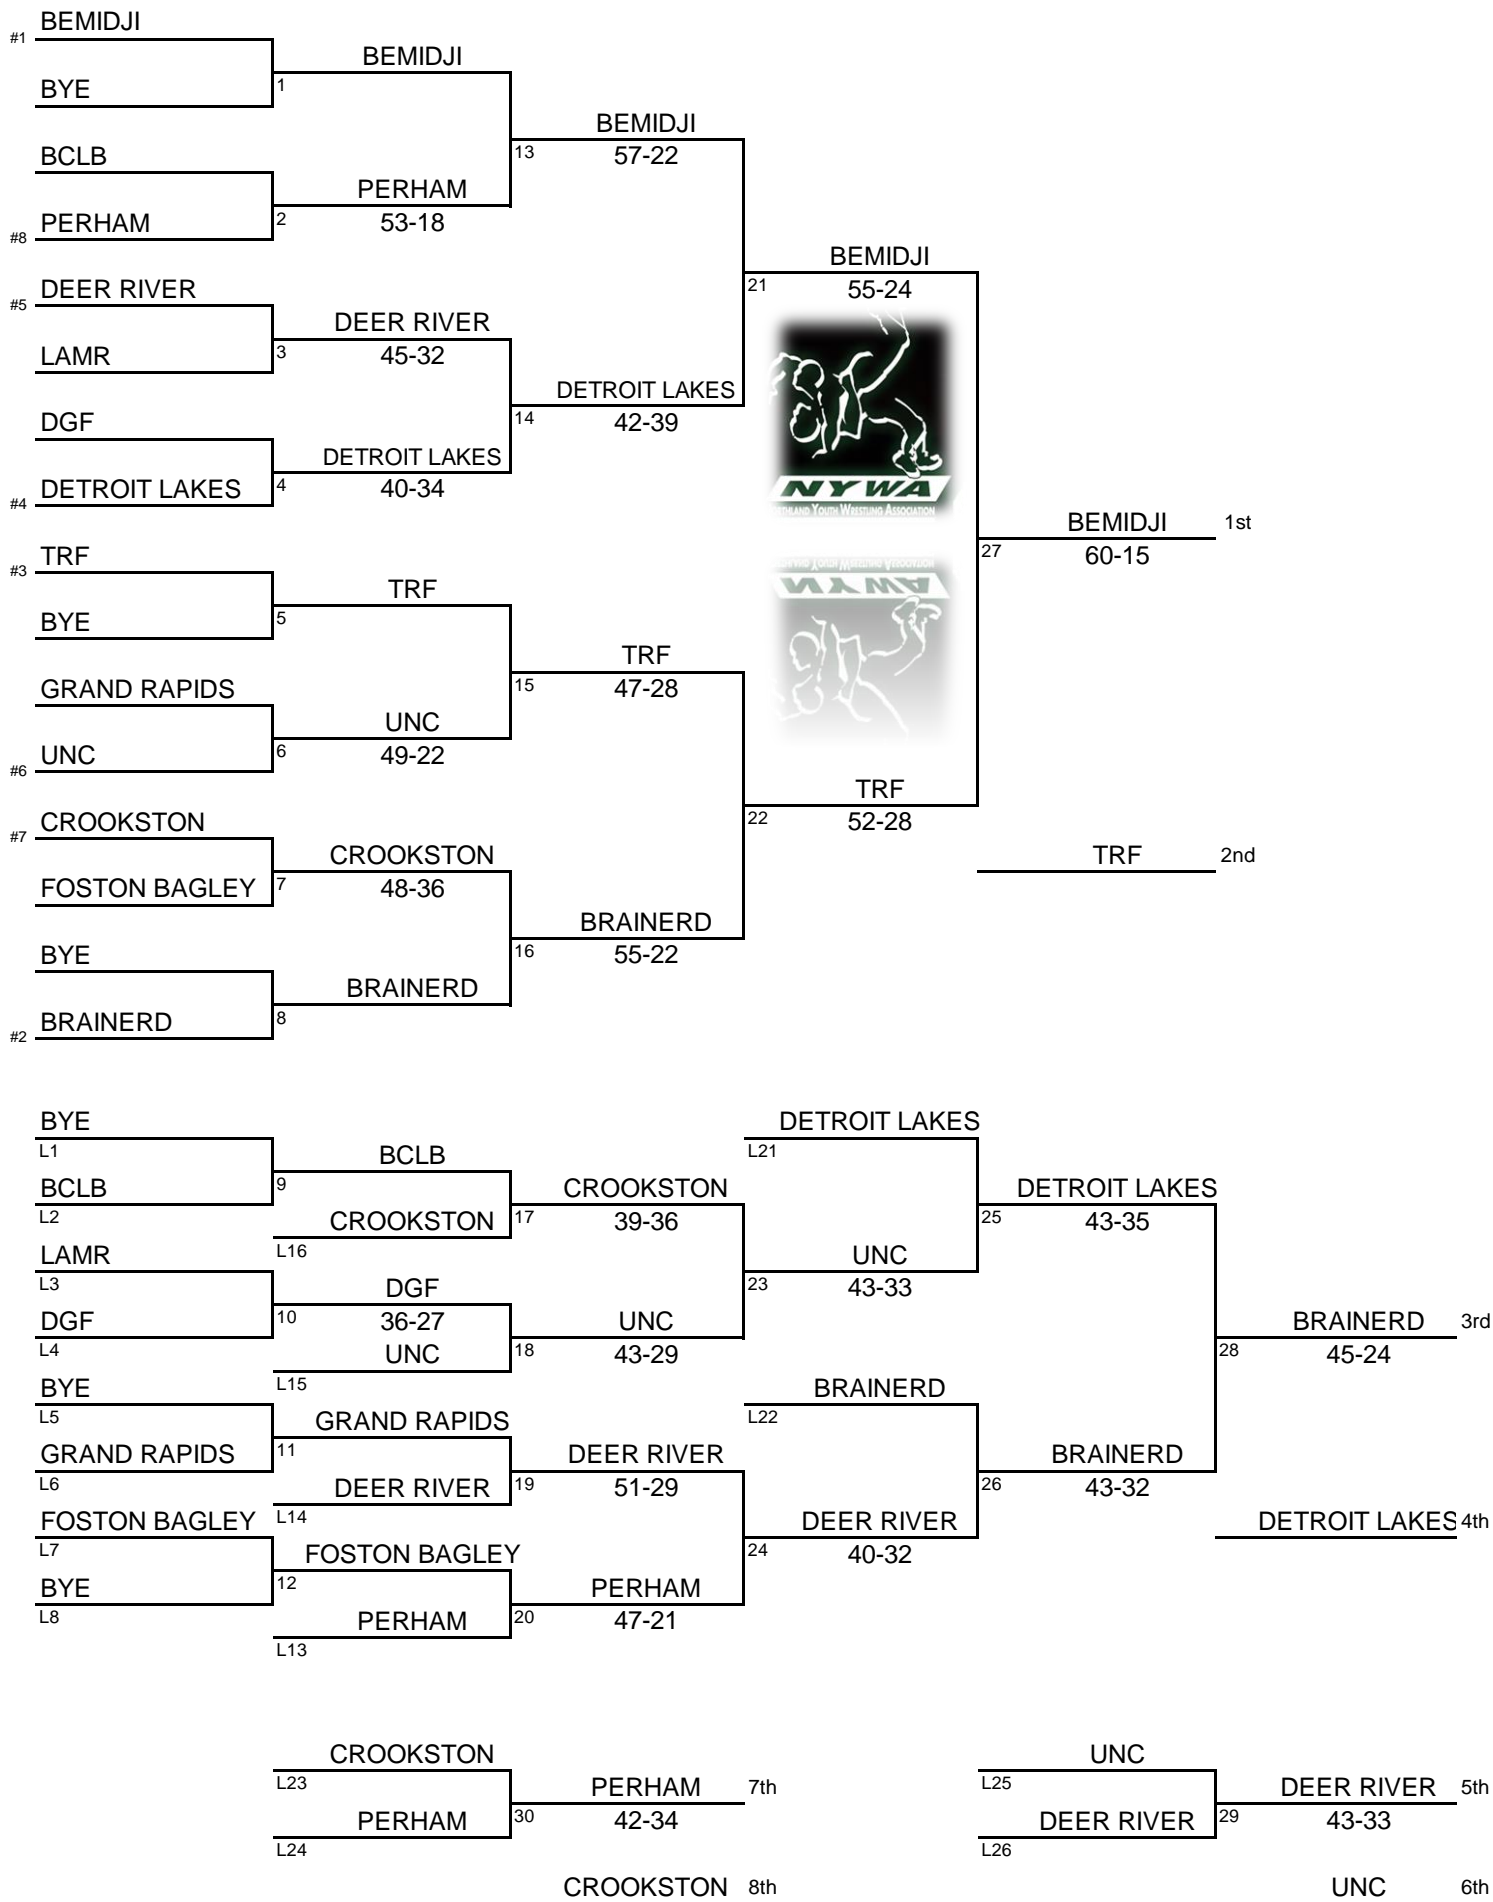 BEMIDJI
#1
BEMIDJI
BYE
1
BEMIDJI
BCLB
13
57-22
PERHAM
#8 PERHAM
2
53-18
BEMIDJI
#5 DEER RIVER
21
55-24
DEER RIVER
LAMR
3
45-32
DETROIT LAKES
DGF
14
42-39
DETROIT LAKES
#4 DETROIT LAKES
4
40-34
NYWA
YOUTH WRESTLING ASSOCIATION
BEMIDJI 1st
27
60-15
#3 TRF
TRF
BYE
5
TRF
GRAND RAPIDS
15
47-28
UNC
#6 UNC
6
49-22
TRF
#7 CROOKSTON
22
52-28
CROOKSTON
TRF 2nd
FOSTON BAGLEY
7
48-36
BRAINERD
BYE
16
55-22
BRAINERD
#2 BRAINERD
8
BYE
DETROIT LAKES
L1
L21
BCLB
BCLB
9
CROOKSTON
DETROIT LAKES
L2
CROOKSTON
17
39-36
25
43-35
LAMR
L16
UNC
L3
DGF
23
43-33
DGF
10
36-27
UNC
BRAINERD 3rd
L4
UNC
18
43-29
28
45-24
BYE
L15
BRAINERD
L5
GRAND RAPIDS
L22
GRAND RAPIDS
11
DEER RIVER
BRAINERD
L6
DEER RIVER
19
51-29
26
43-32
FOSTON BAGLEY
L14
DEER RIVER
DETROIT LAKES 4th
L7
FOSTON BAGLEY
24
40-32
BYE
12
PERHAM
L8
PERHAM
20
47-21
L13
CROOKSTON
UNC
L23
PERHAM 7th
L25
DEER RIVER 5th
PERHAM
30
42-34
DEER RIVER
29
43-33
L24
L26
CROOKSTON 8th
UNC 6th